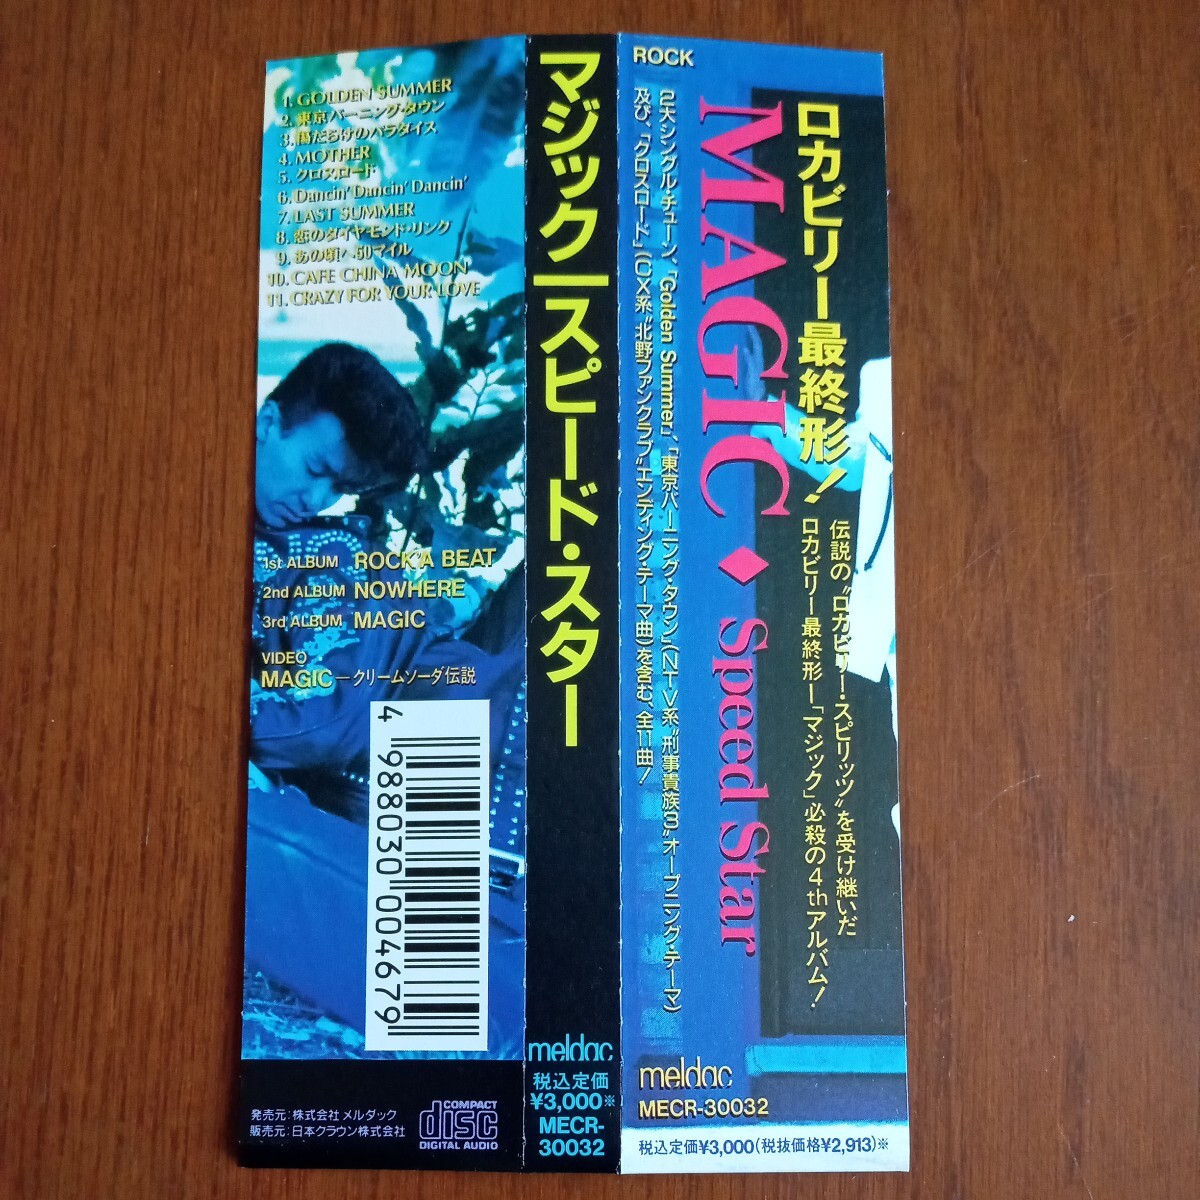 ROCK
ロカビリー最終形!
伝説の“ロカビリー・スピリッツ”を受け継いだ
ロカビリー最終形ー「マジック」必殺の4thアルバム!
MAGIC◆Speed Star
2大シングル・チューン、「Golden Summer」、「東京バーニング・タウン」(NTV系“刑事貴族3”オープニング・テーマ)
及び、「クロスロード」(CX系“北野ファンクラブ”エンディング・テーマ曲)を含む、全11曲!
meldac
MECR-30032
税込定価¥3,000(税抜価格¥2,913)※
マジック|スピード・スター
meldac
税込定価
¥3,000※
MECR-
30032
1. GOLDEN SUMMER
2. 東京バーニング・タウン
3. 傷だらけのパラダイス
4. MOTHER
5. クロスロード
6. Dancin' Dancin' Dancin'
7. LAST SUMMER
8. 恋のダイヤモンド・リング
9. あの頃へ50マイル
10. CAFE CHINA MOON
11. CRAZY FOR YOUR LOVE
1st ALBUM ROCK'A BEAT
2nd ALBUM NOWHERE
3rd ALBUM MAGIC
VIDEO
MAGIC—クリームソーダ伝説
4 988030 004679
発売元:株式会社 メルダック
販売元:日本クラウン株式会社
COMPACT
disc
DIGITAL AUDIO